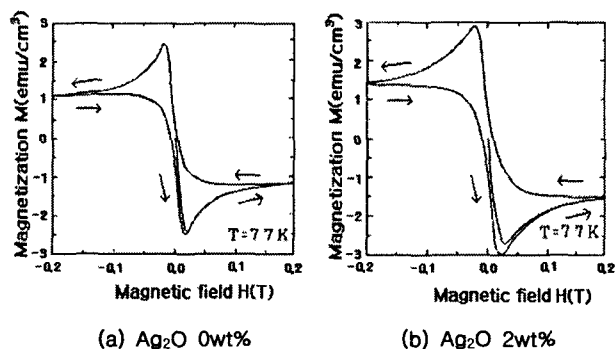 Magnetization M(emu/cm³)
3
2
1
0
-1
-2
-3
T=77K
-0.2 -0.1 0.0 0.1 0.2
Magnetic field H(T)
(a) Ag₂O 0wt%
Magnetization M(emu/cm³)
3
2
1
0
-1
-2
-3
T=77K
-0.2 -0.1 0.0 0.1 0.2
Magnetic field H(T)
(b) Ag₂O 2wt%